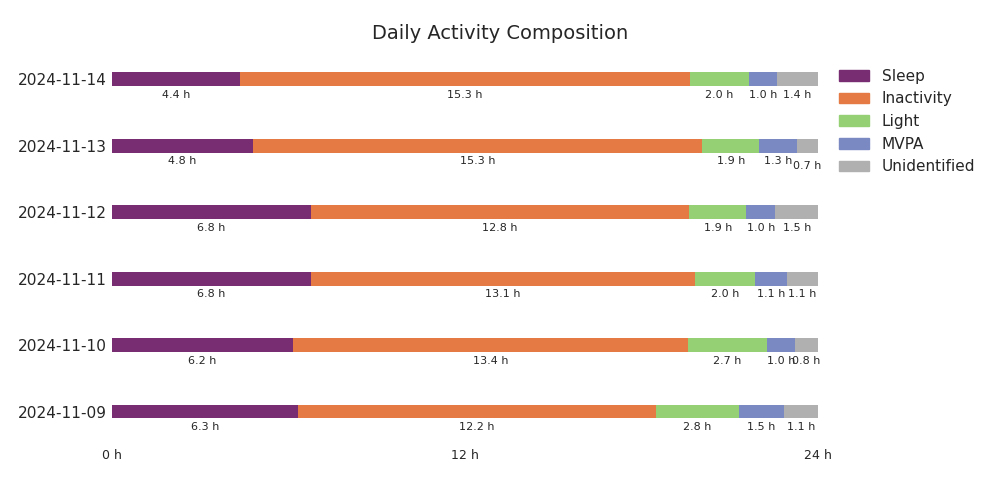 Daily Activity Composition
2024-11-14
4.4 h 15.3 h 2.0 h 1.0 h 1.4 h
2024-11-13
4.8 h 15.3 h 1.9 h 1.3 h 0.7 h
2024-11-12
6.8 h 12.8 h 1.9 h 1.0 h 1.5 h
2024-11-11
6.8 h 13.1 h 2.0 h 1.1 h 1.1 h
2024-11-10
6.2 h 13.4 h 2.7 h 1.0 h 0.8 h
2024-11-09
6.3 h 12.2 h 2.8 h 1.5 h 1.1 h
0 h 12 h 24 h
Sleep
Inactivity
Light
MVPA
Unidentified